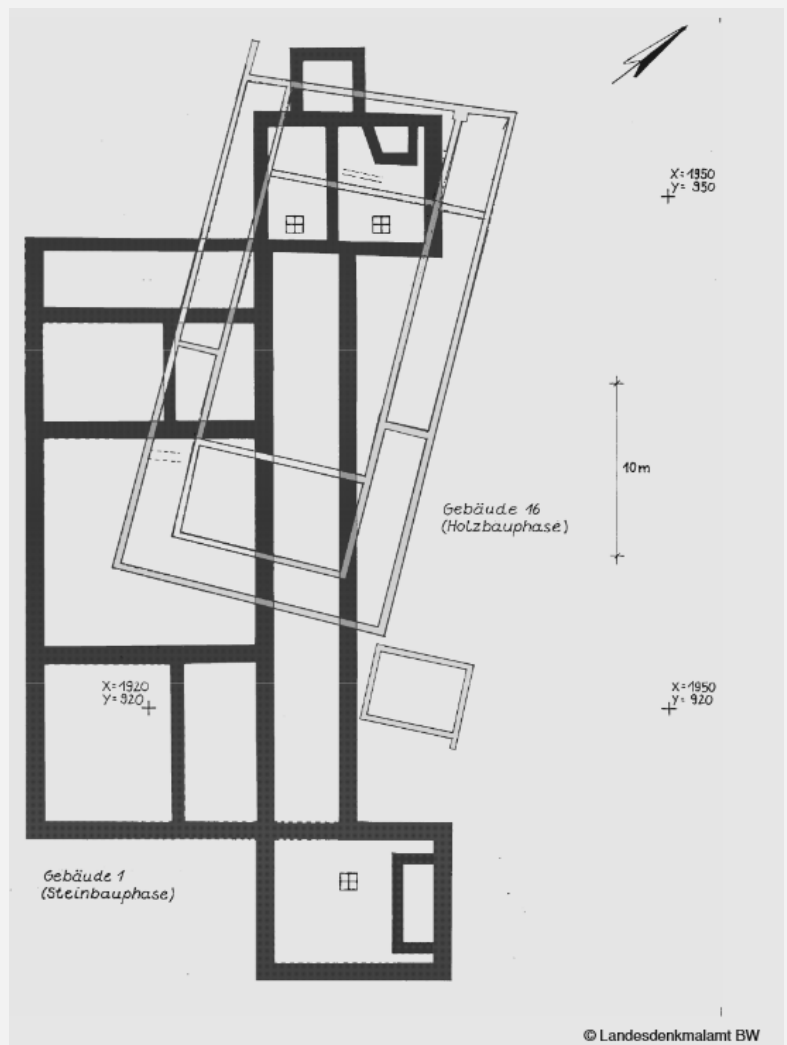 X=1950
Y= 950
10m
Gebäude 16
(Holzbauphase)
X=1920
Y=920
X=1950
Y= 920
Gebäude 1
(Steinbauphase)
© Landesdenkmalamt BW